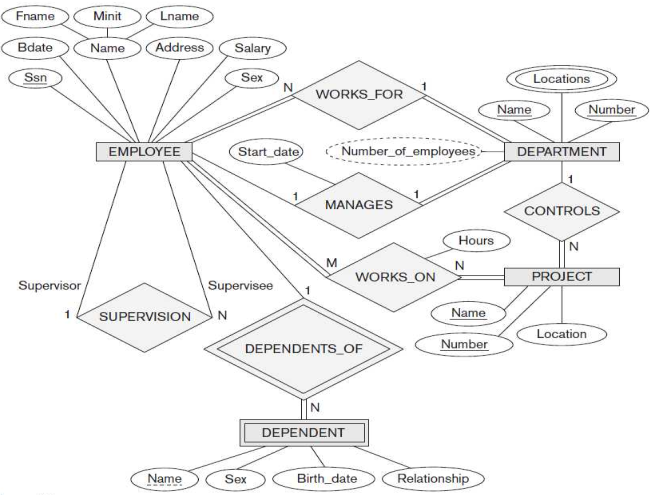 Fname Minit Lname
Bdate Name Address Salary
Ssn Sex
N WORKS_FOR 1
Locations
Name Number
EMPLOYEE Start_date Number_of_employees DEPARTMENT
1 MANAGES 1
1
CONTROLS
N
Hours
M WORKS_ON N PROJECT
Supervisor Supervisee
1 SUPERVISION N
1
Name
Number Location
DEPENDENTS_OF
N
DEPENDENT
Name Sex Birth_date Relationship